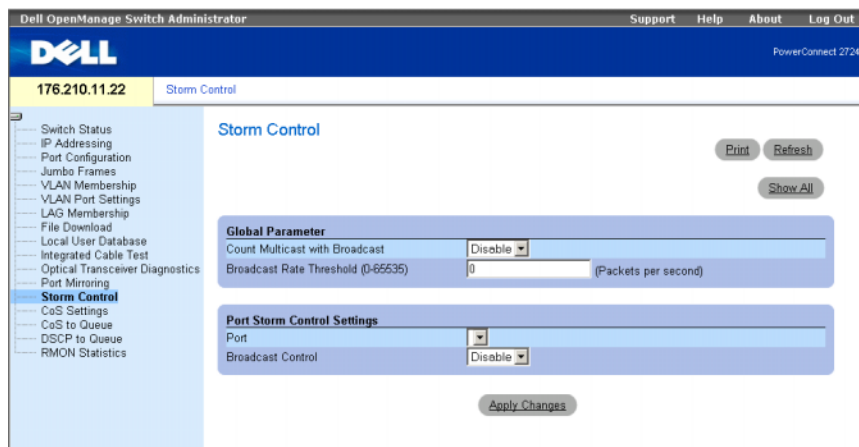 Dell OpenManage Switch Administrator
Support Help About Log Out
DELL
PowerConnect 2724
176.210.11.22
Storm Control
Switch Status
IP Addressing
Port Configuration
Jumbo Frames
VLAN Membership
VLAN Port Settings
LAG Membership
File Download
Local User Database
Integrated Cable Test
Optical Transceiver Diagnostics
Port Mirroring
Storm Control
CoS Settings
CoS to Queue
DSCP to Queue
RMON Statistics
Storm Control
Print Refresh
Show All
Global Parameter
Count Multicast with Broadcast Disable
Broadcast Rate Threshold (0-65535) 0 (Packets per second)
Port Storm Control Settings
Port
Broadcast Control Disable
Apply Changes